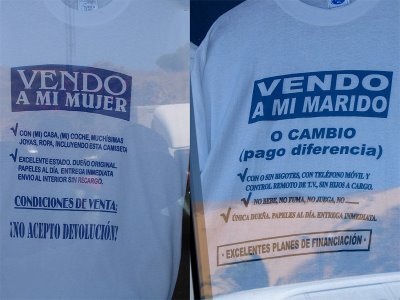 VENDO
A MI MUJER
CON (MI) CASA, (MI) COCHE, MUCHÍSIMAS
JOYAS, ROPA, INCLUYENDO ESTA CAMISETA
EXCELENTE ESTADO. DUEÑO ORIGINAL.
PAPELES AL DÍA, ENTREGA INMEDIATA
ENVIO AL INTERIOR SIN RECARGO.
CONDICIONES DE VENTA:
¡NO ACEPTO DEVOLUCIÓN!
VENDO
A MI MARIDO
O CAMBIO
(pago diferencia)
CON O SIN BIGOTES, CON TELÉFONO MÓVIL Y
CONTROL REMOTO DE T.V., SIN HIJOS A CARGO.
NO BEBE, NO FUMA, NO JUEGA, NO
ÚNICA DUEÑA, PAPELES AL DÍA, ENTREGA INMEDIATA.
· EXCELENTES PLANES DE FINANCIACIÓN ·